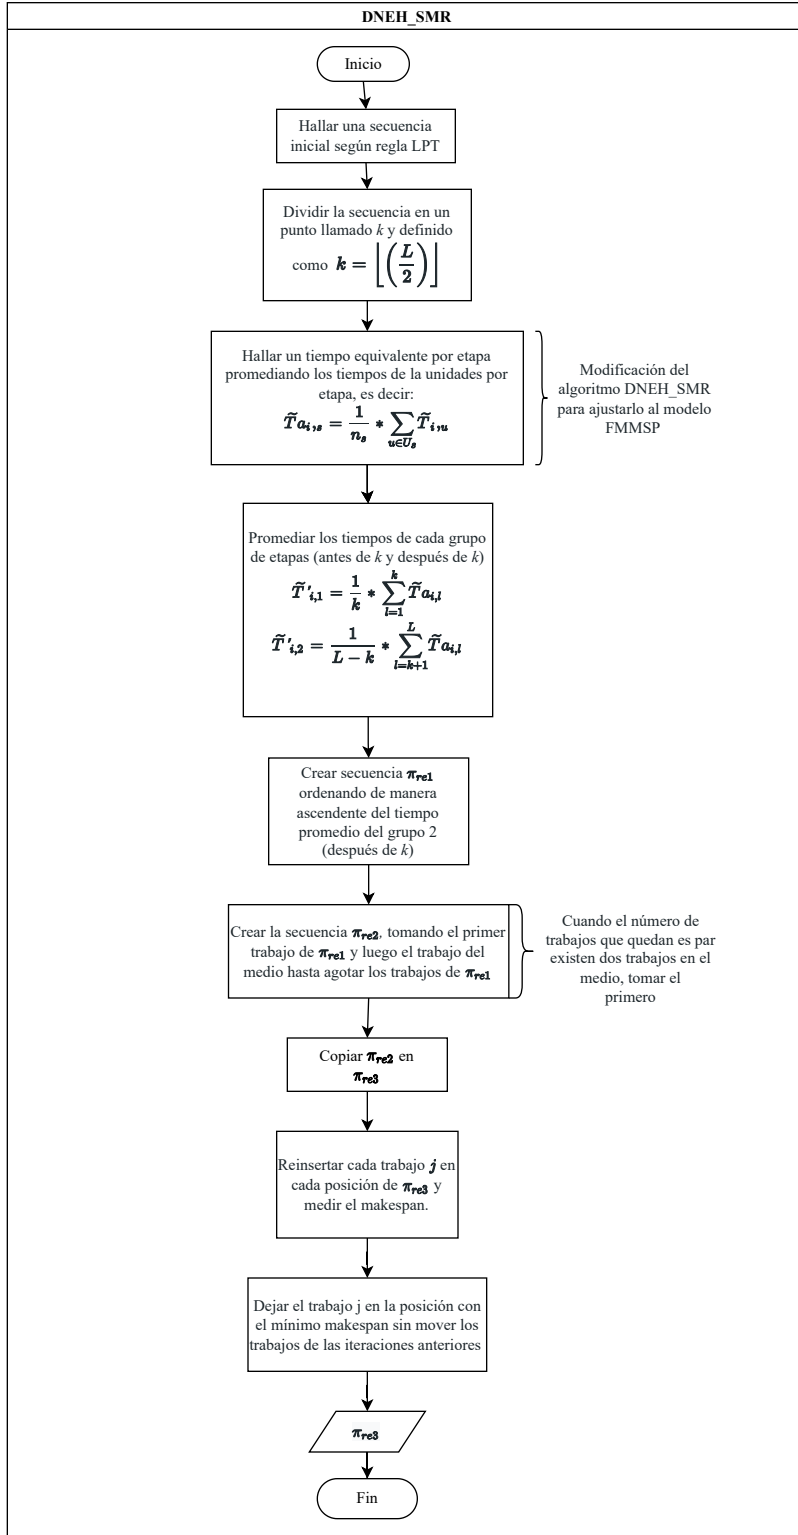 DNEH_SMR
Inicio
Hallar una secuencia
inicial según regla LPT
Dividir la secuencia en un
punto llamado k y definido
como k = ⌊(L/2)⌋
Hallar un tiempo equivalente por etapa
promediando los tiempos de la unidades por
etapa, es decir:
T̃a_{i,s} = 1/n_s * ∑_{u∈U_s} T̃_{i,u}
Modificación del
algoritmo DNEH_SMR
para ajustarlo al modelo
FMMSP
Promediar los tiempos de cada grupo
de etapas (antes de k y después de k)
T̃'_{i,1} = 1/k * ∑_{l=1}^{k} T̃a_{i,l}
T̃'_{i,2} = 1/(L − k) * ∑_{l=k+1}^{L} T̃a_{i,l}
Crear secuencia π_{re1}
ordenando de manera
ascendente del tiempo
promedio del grupo 2
(después de k)
Crear la secuencia π_{re2}, tomando el primer
trabajo de π_{re1} y luego el trabajo del
medio hasta agotar los trabajos de π_{re1}
Cuando el número de
trabajos que quedan es par
existen dos trabajos en el
medio, tomar el
primero
Copiar π_{re2} en
π_{re3}
Reinsertar cada trabajo j en
cada posición de π_{re3} y
medir el makespan.
Dejar el trabajo j en la posición con
el mínimo makespan sin mover los
trabajos de las iteraciones anteriores
π_{re3}
Fin